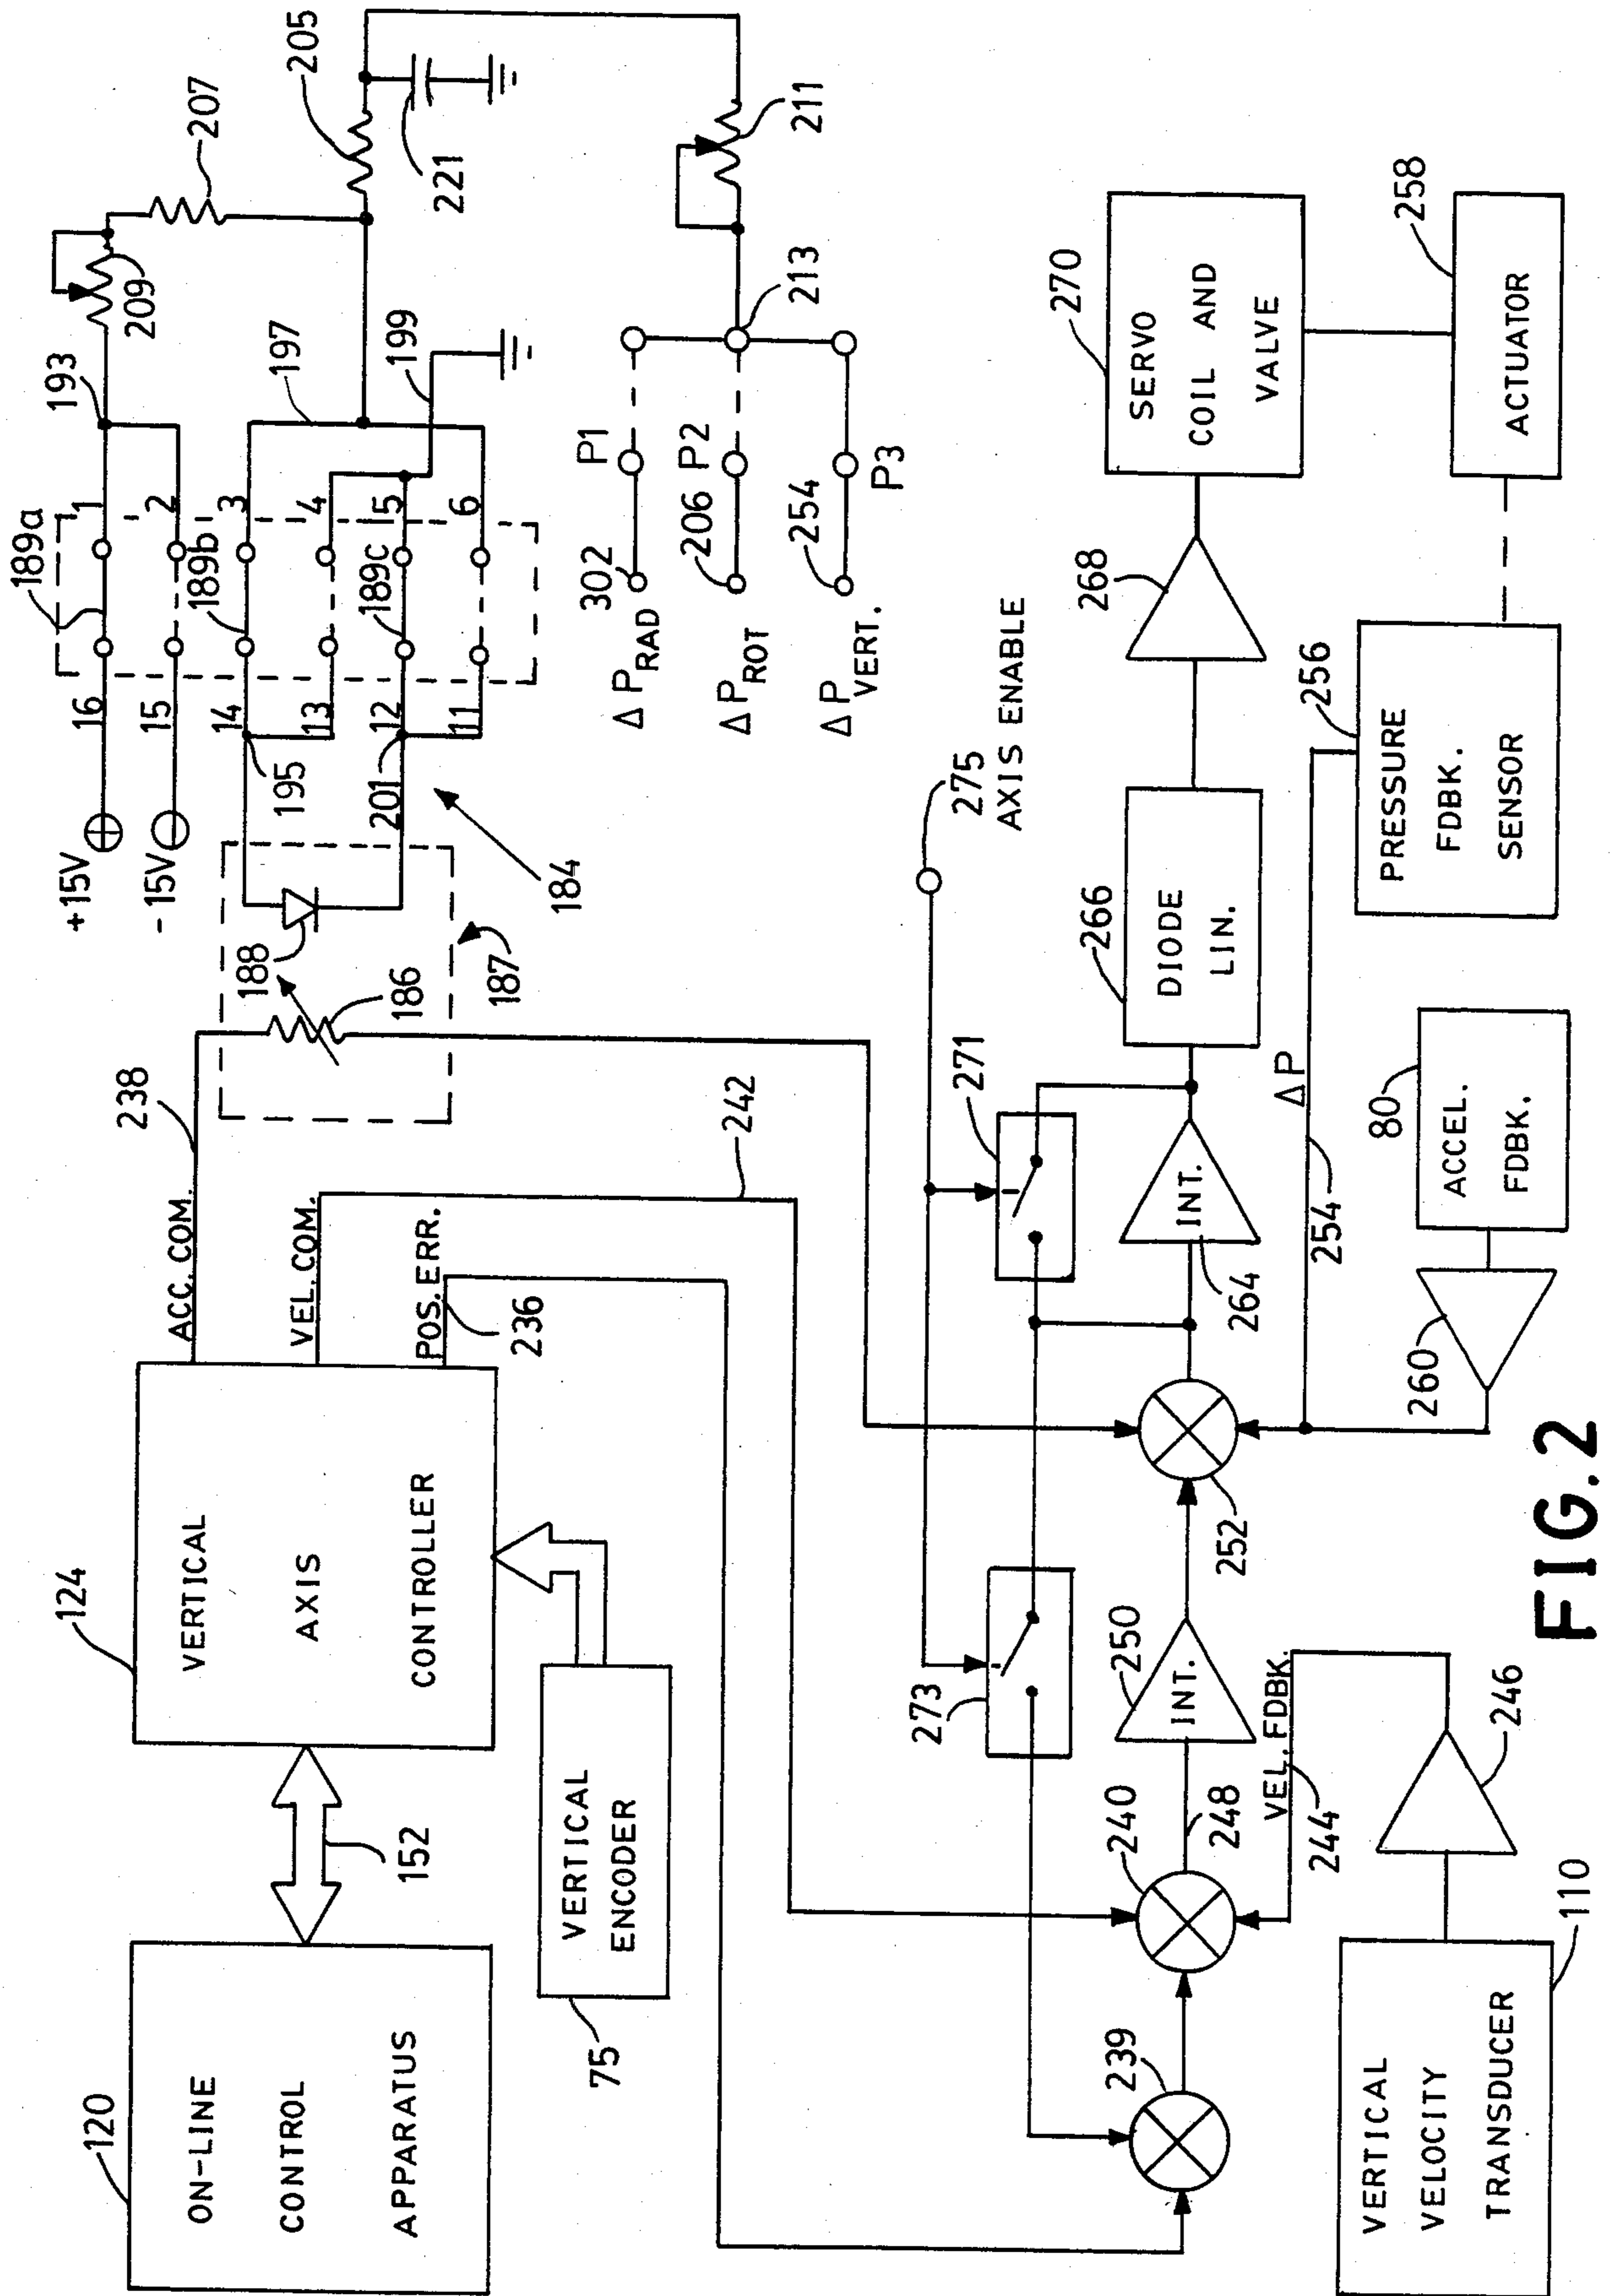 120
ON-LINE
CONTROL
APPARATUS
152
124
VERTICAL
AXIS
CONTROLLER
75
VERTICAL
ENCODER
ACC. COM.
238
VEL. COM.
242
POS. ERR.
236
186
187
188
184
+15V
-15V
16
15
14
13
12
11
195
201
189a
189b
189c
1
2
3
4
5
6
193
197
199
209
207
205
221
211
213
P1
P2
P3
302
206
254
Δ P RAD
Δ P ROT
Δ P VERT.
275
AXIS ENABLE
271
273
239
240
248
250
INT.
252
264
INT.
266
DIODE
LIN.
268
270
SERVO
COIL AND
VALVE
258
ACTUATOR
256
PRESSURE
FDBK.
SENSOR
Δ P
254
80
ACCEL.
FDBK.
260
VEL. FDBK.
244
246
110
VERTICAL
VELOCITY
TRANSDUCER
FIG. 2